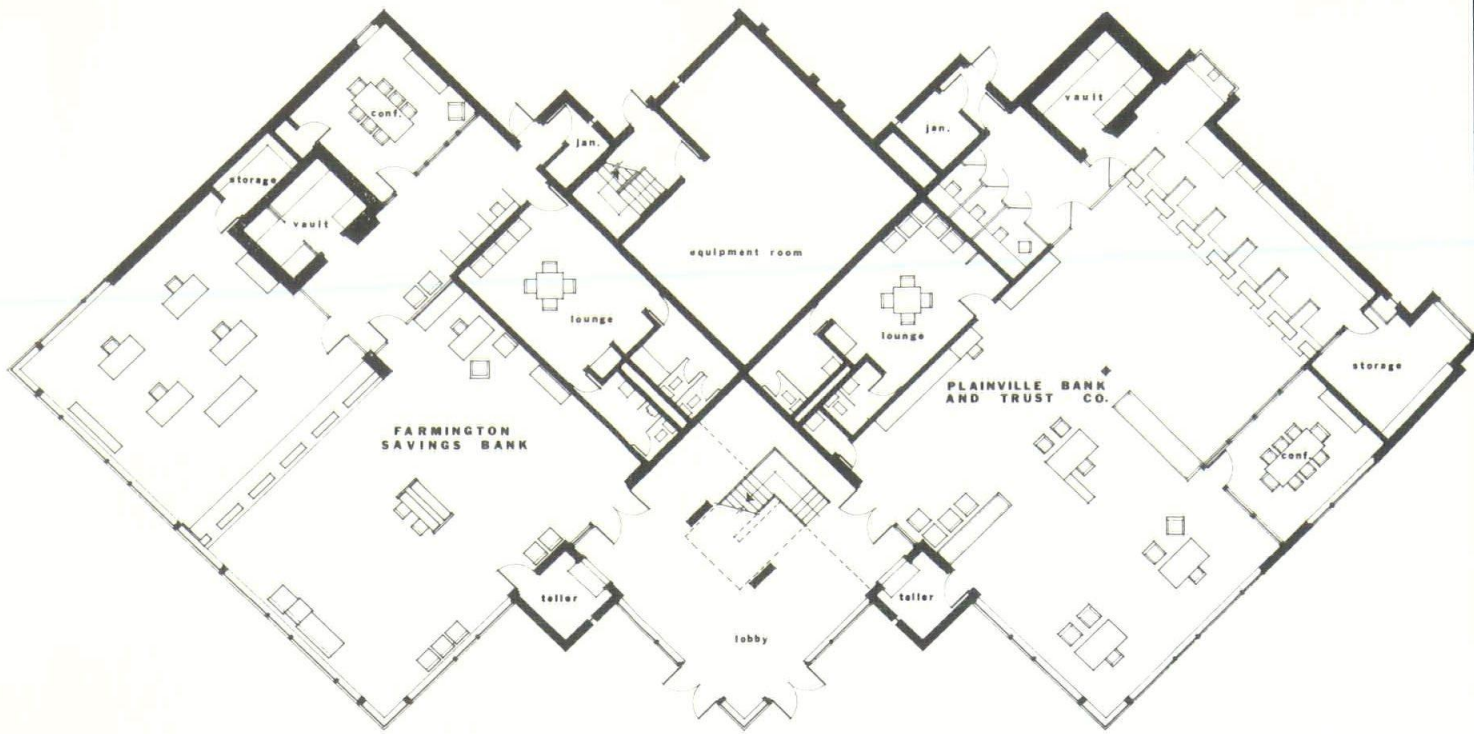 conf.
jan.
storage
vault
equipment room
lounge
FARMINGTON
SAVINGS BANK
teller
lobby
jan.
vault
lounge
PLAINVILLE BANK
AND TRUST CO.
storage
conf.
teller